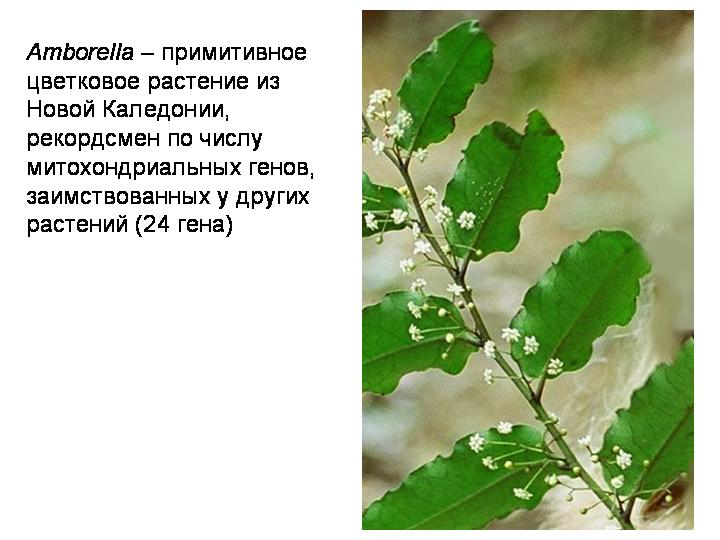 Amborella – примитивное
цветковое растение из
Новой Каледонии,
рекордсмен по числу
митохондриальных генов,
заимствованных у других
растений (24 гена)